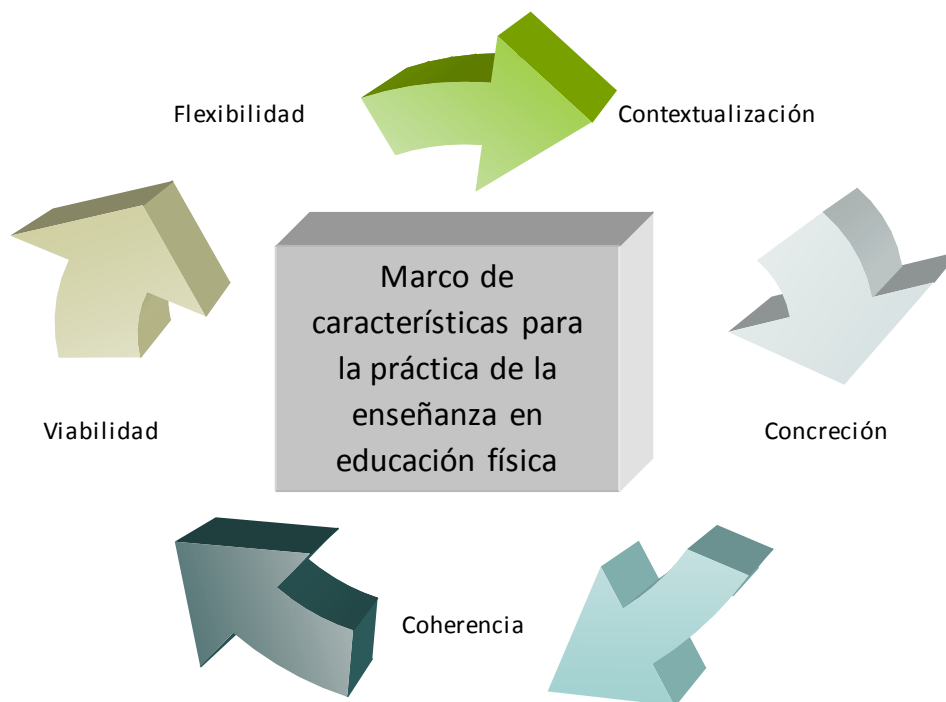 Flexibilidad
Contextualización
Marco de
características para
la práctica de la
enseñanza en
educación física
Viabilidad
Concreción
Coherencia